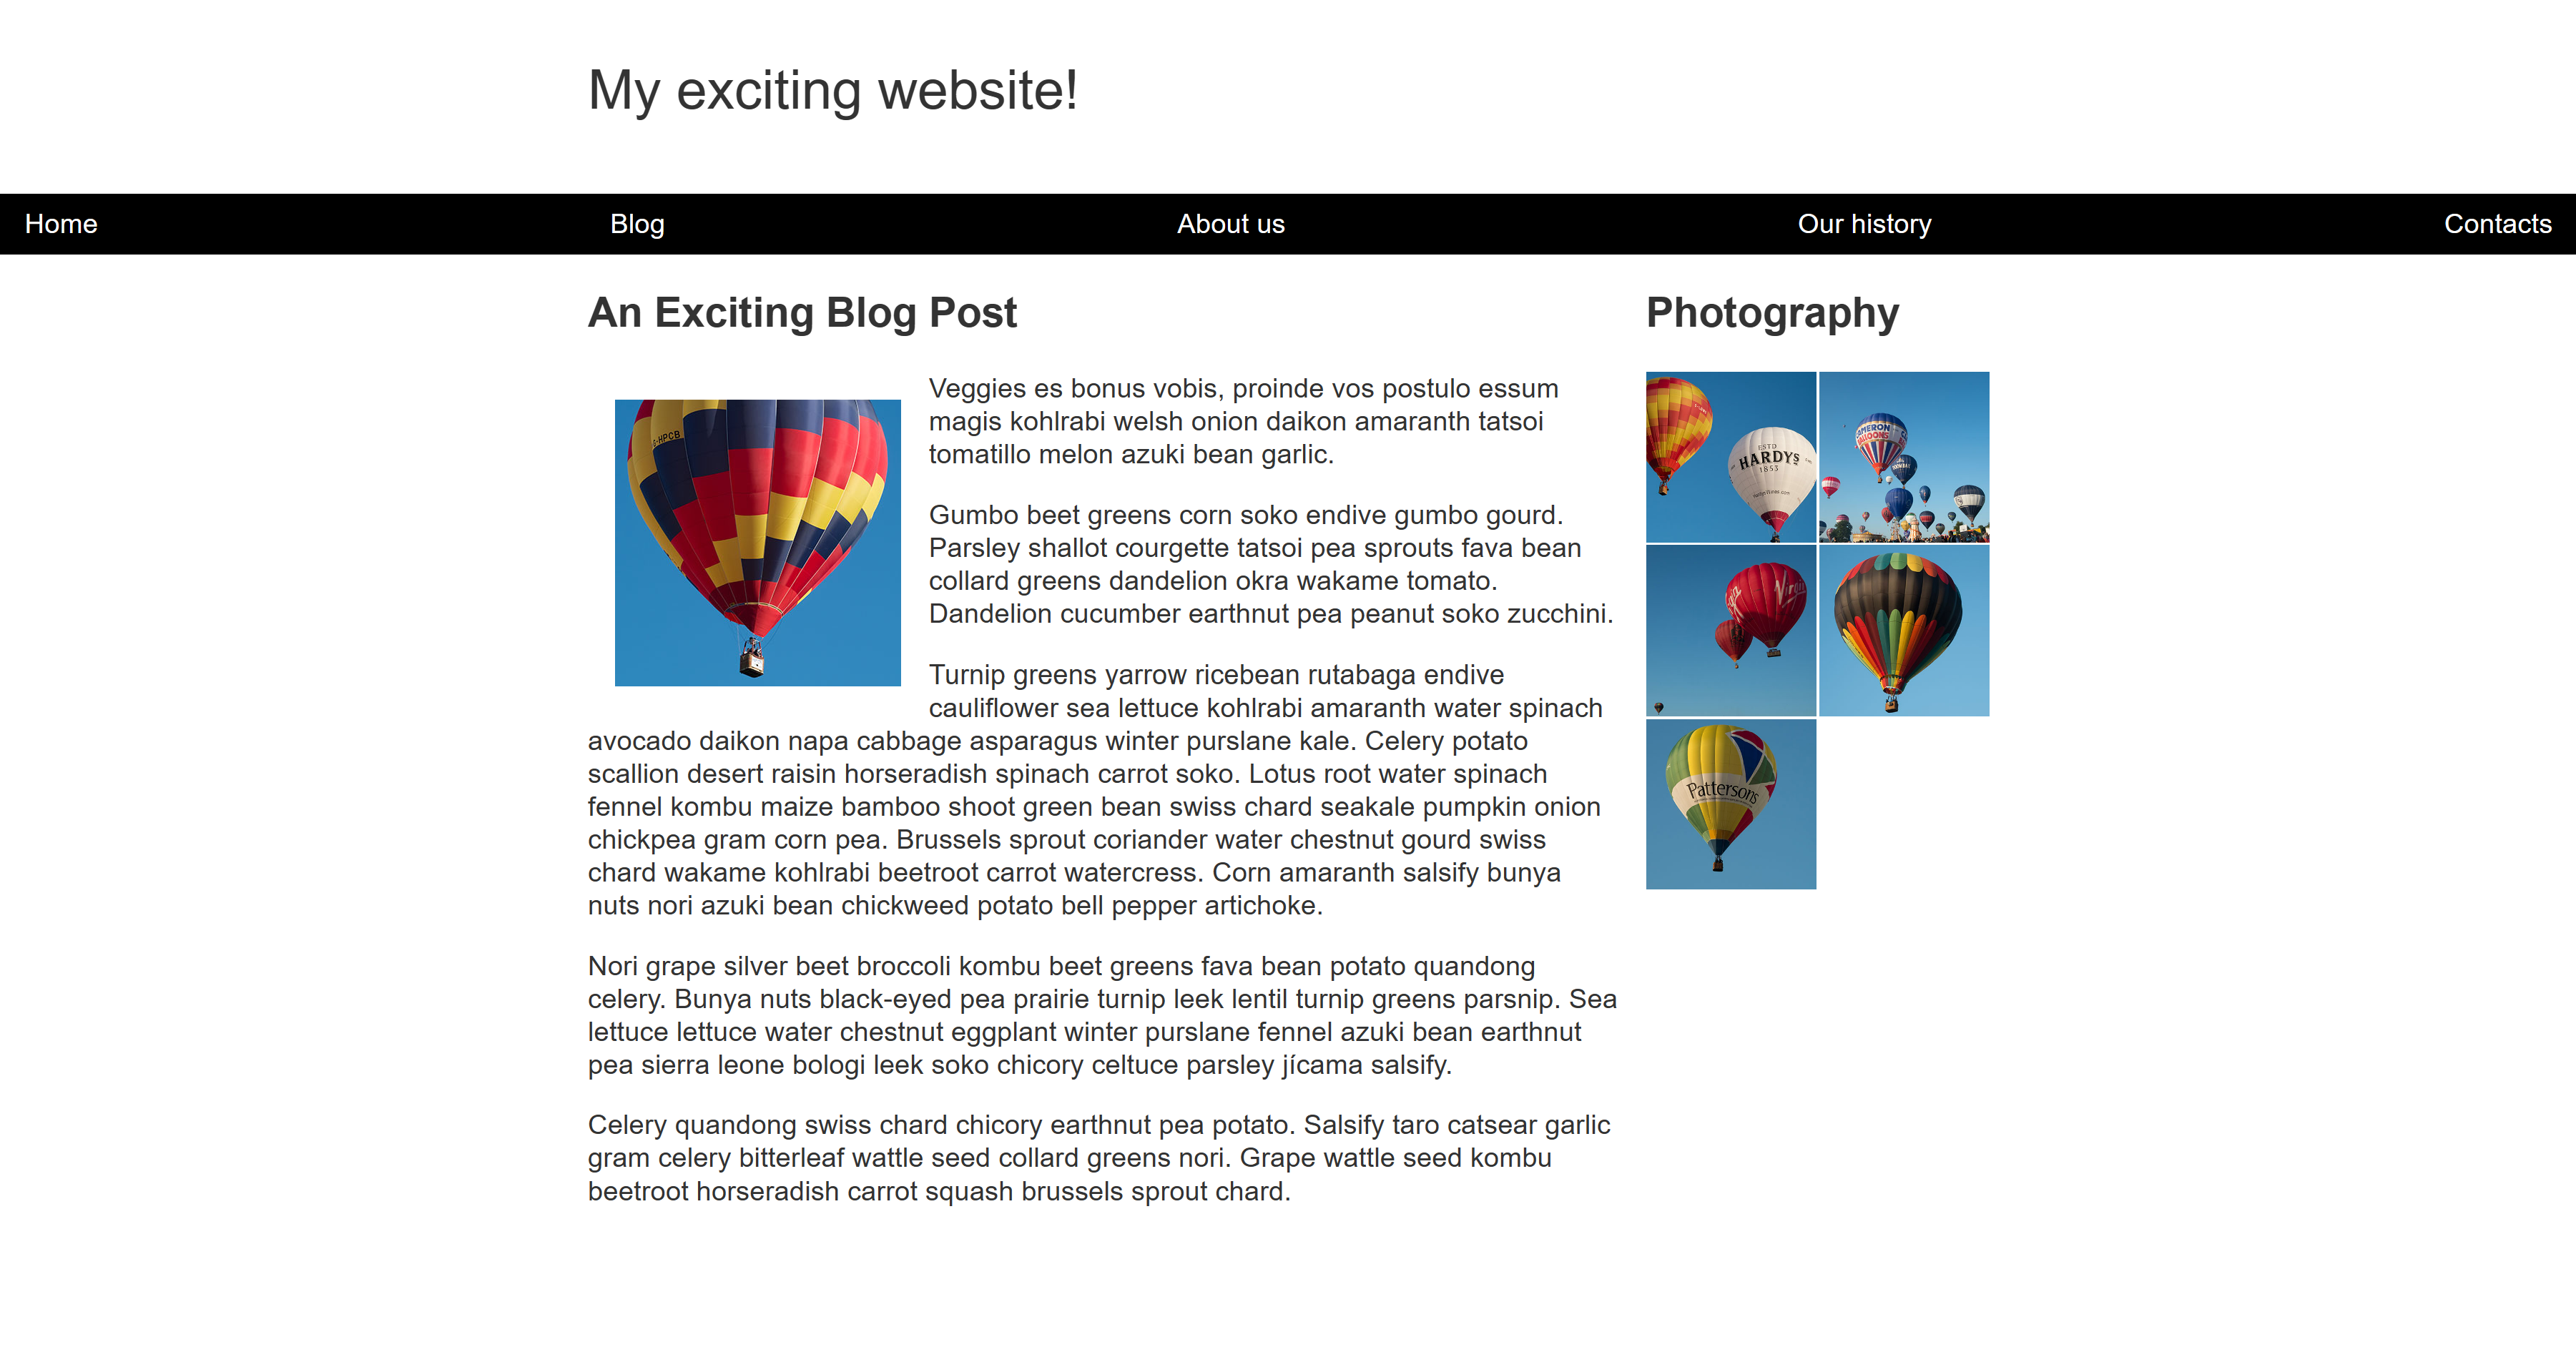 My exciting website!
Home
Blog
About us
Our history
Contacts
An Exciting Blog Post
G-HPCB
Veggies es bonus vobis, proinde vos postulo essum
magis kohlrabi welsh onion daikon amaranth tatsoi
tomatillo melon azuki bean garlic.
Gumbo beet greens corn soko endive gumbo gourd.
Parsley shallot courgette tatsoi pea sprouts fava bean
collard greens dandelion okra wakame tomato.
Dandelion cucumber earthnut pea peanut soko zucchini.
Turnip greens yarrow ricebean rutabaga endive
cauliflower sea lettuce kohlrabi amaranth water spinach
avocado daikon napa cabbage asparagus winter purslane kale. Celery potato
scallion desert raisin horseradish spinach carrot soko. Lotus root water spinach
fennel kombu maize bamboo shoot green bean swiss chard seakale pumpkin onion
chickpea gram corn pea. Brussels sprout coriander water chestnut gourd swiss
chard wakame kohlrabi beetroot carrot watercress. Corn amaranth salsify bunya
nuts nori azuki bean chickweed potato bell pepper artichoke.
Nori grape silver beet broccoli kombu beet greens fava bean potato quandong
celery. Bunya nuts black-eyed pea prairie turnip leek lentil turnip greens parsnip. Sea
lettuce lettuce water chestnut eggplant winter purslane fennel azuki bean earthnut
pea sierra leone bologi leek soko chicory celtuce parsley jícama salsify.
Celery quandong swiss chard chicory earthnut pea potato. Salsify taro catsear garlic
gram celery bitterleaf wattle seed collard greens nori. Grape wattle seed kombu
beetroot horseradish carrot squash brussels sprout chard.
Photography
ESTD
HARDYS
1853
CAMERON
BALLOONS
Virgin
Pattersons